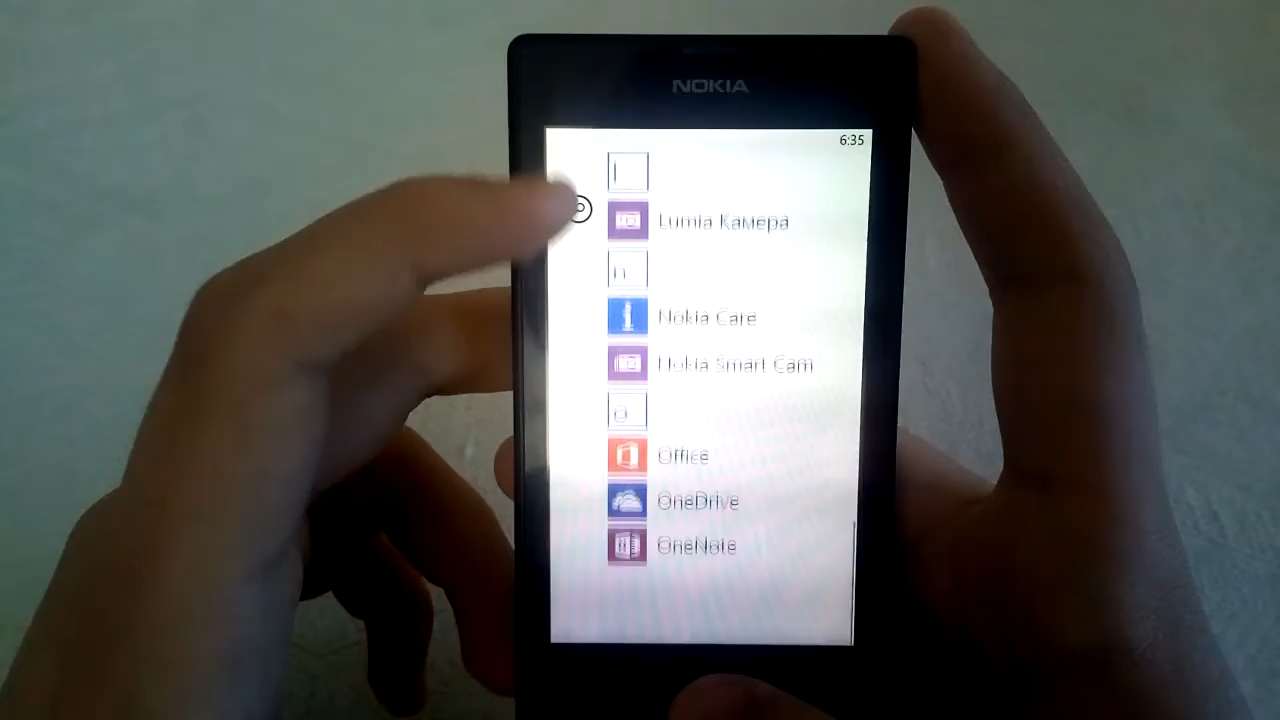 NOKIA
6:35
l
Lumia Камера
n
Nokia Care
Nokia Smart Cam
o
Office
OneDrive
OneNote